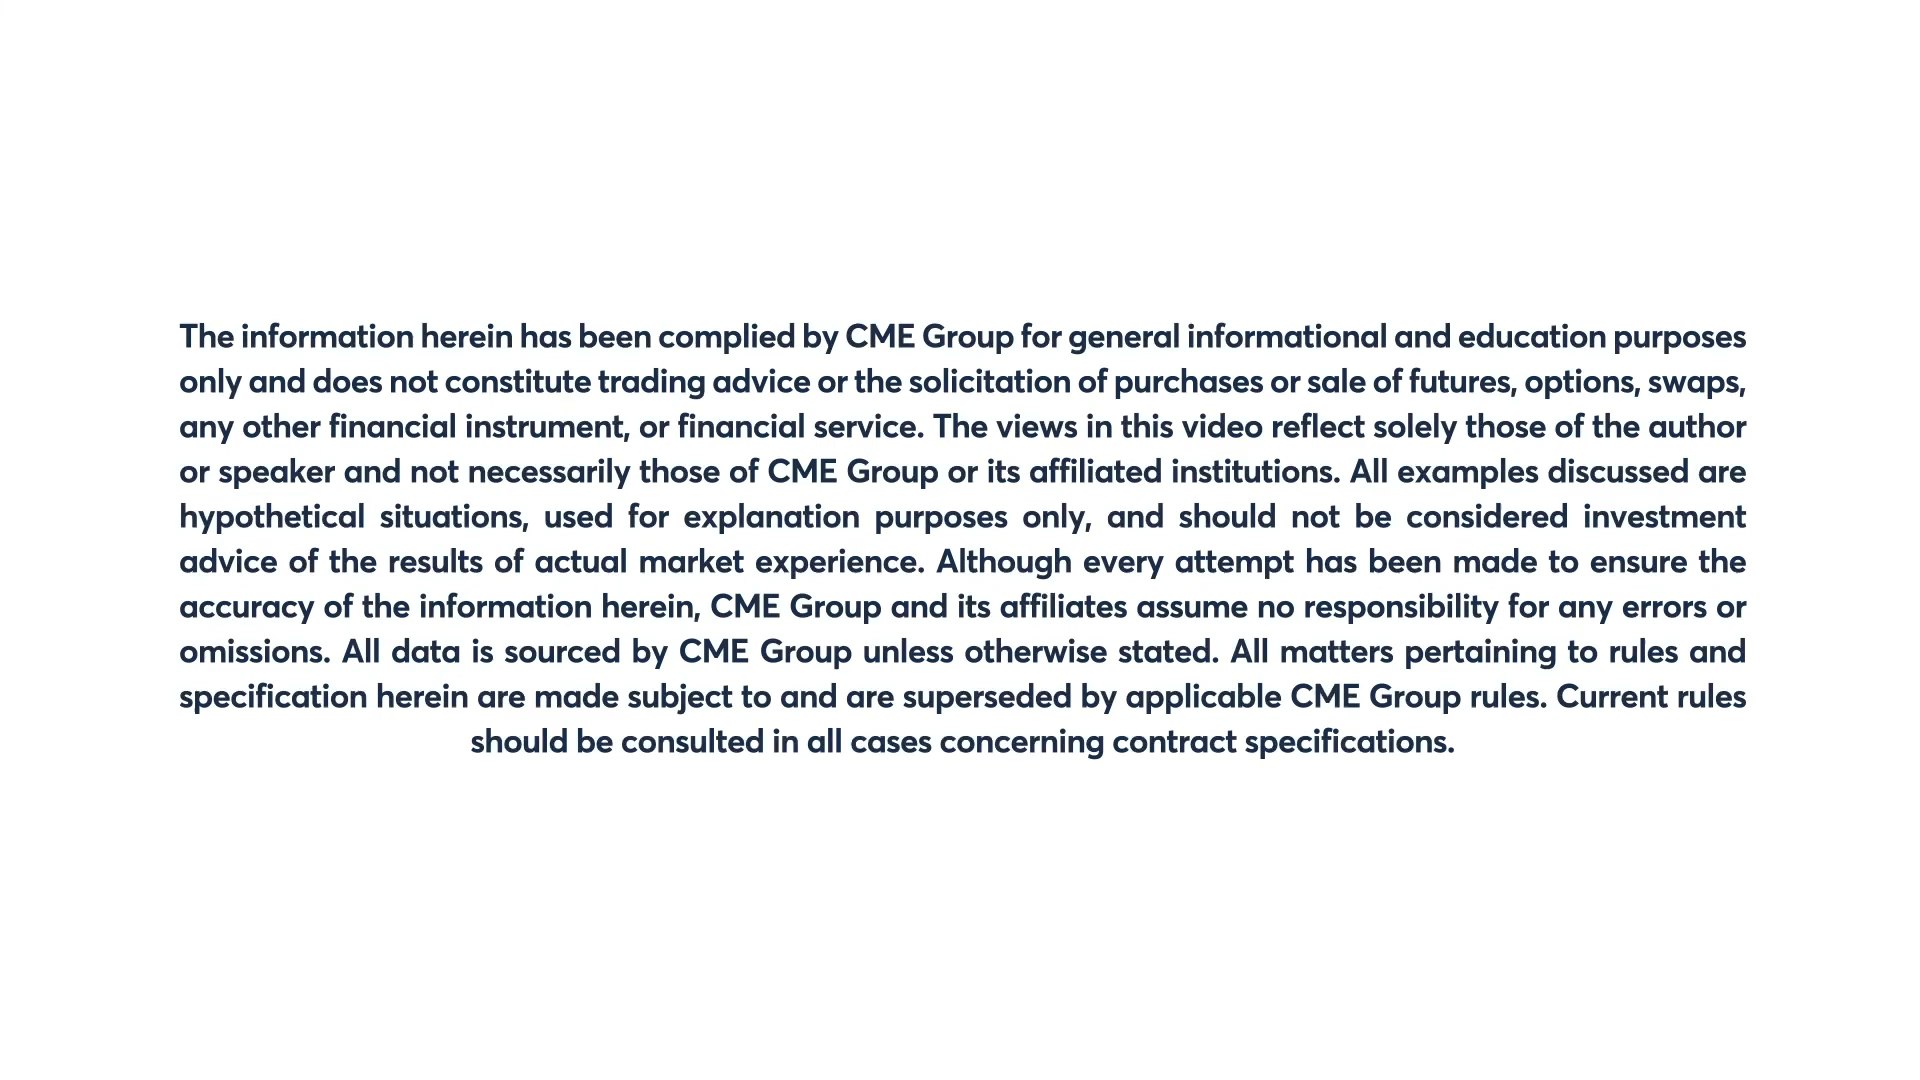 The information herein has been complied by CME Group for general informational and education purposes
only and does not constitute trading advice or the solicitation of purchases or sale of futures, options, swaps,
any other financial instrument, or financial service. The views in this video reflect solely those of the author
or speaker and not necessarily those of CME Group or its affiliated institutions. All examples discussed are
hypothetical situations, used for explanation purposes only, and should not be considered investment
advice of the results of actual market experience. Although every attempt has been made to ensure the
accuracy of the information herein, CME Group and its affiliates assume no responsibility for any errors or
omissions. All data is sourced by CME Group unless otherwise stated. All matters pertaining to rules and
specification herein are made subject to and are superseded by applicable CME Group rules. Current rules
should be consulted in all cases concerning contract specifications.